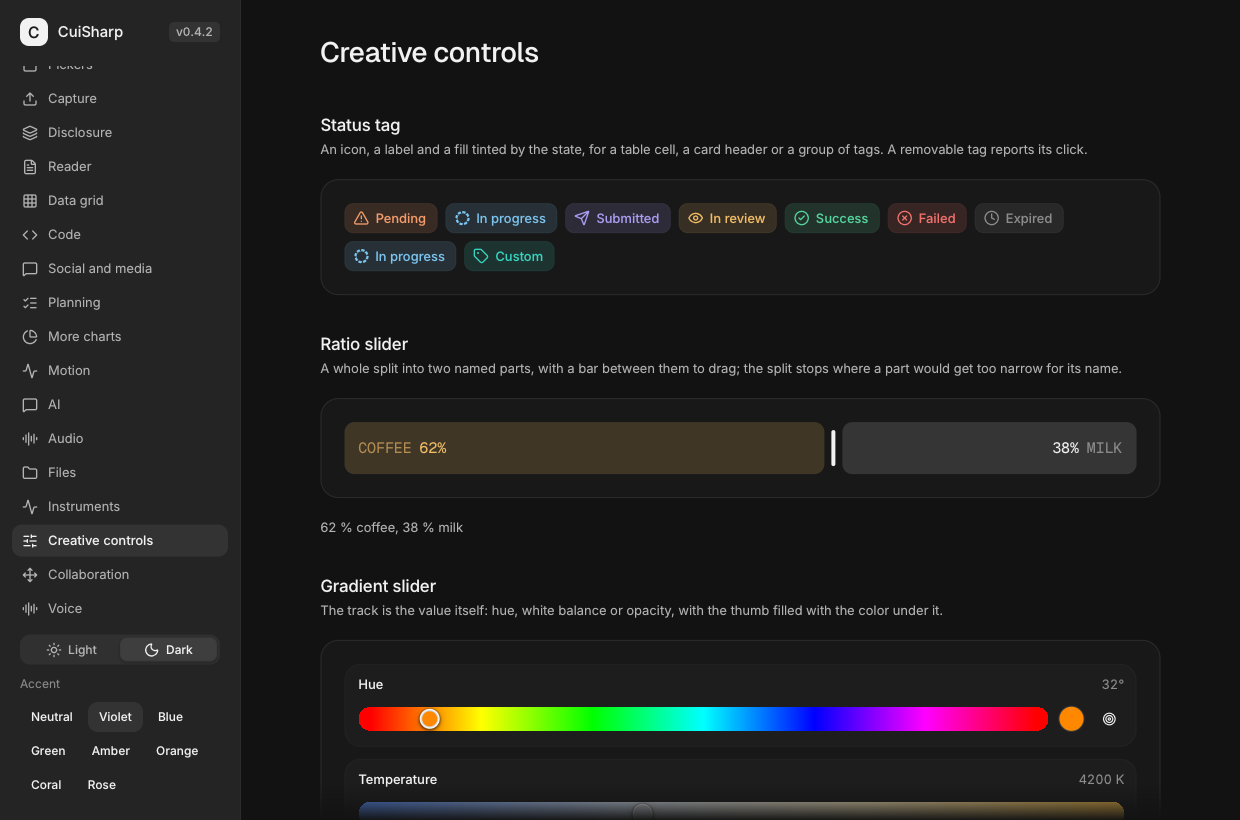 C CuiSharp v0.4.2
Pickers
Capture
Disclosure
Reader
Data grid
Code
Social and media
Planning
More charts
Motion
AI
Audio
Files
Instruments
Creative controls
Collaboration
Voice
Light Dark
Accent
Neutral Violet Blue
Green Amber Orange
Coral Rose
Creative controls
Status tag
An icon, a label and a fill tinted by the state, for a table cell, a card header or a group of tags. A removable tag reports its click.
Pending In progress Submitted In review Success Failed Expired
In progress Custom
Ratio slider
A whole split into two named parts, with a bar between them to drag; the split stops where a part would get too narrow for its name.
COFFEE 62% 38% MILK
62 % coffee, 38 % milk
Gradient slider
The track is the value itself: hue, white balance or opacity, with the thumb filled with the color under it.
Hue 32°
Temperature 4200 K